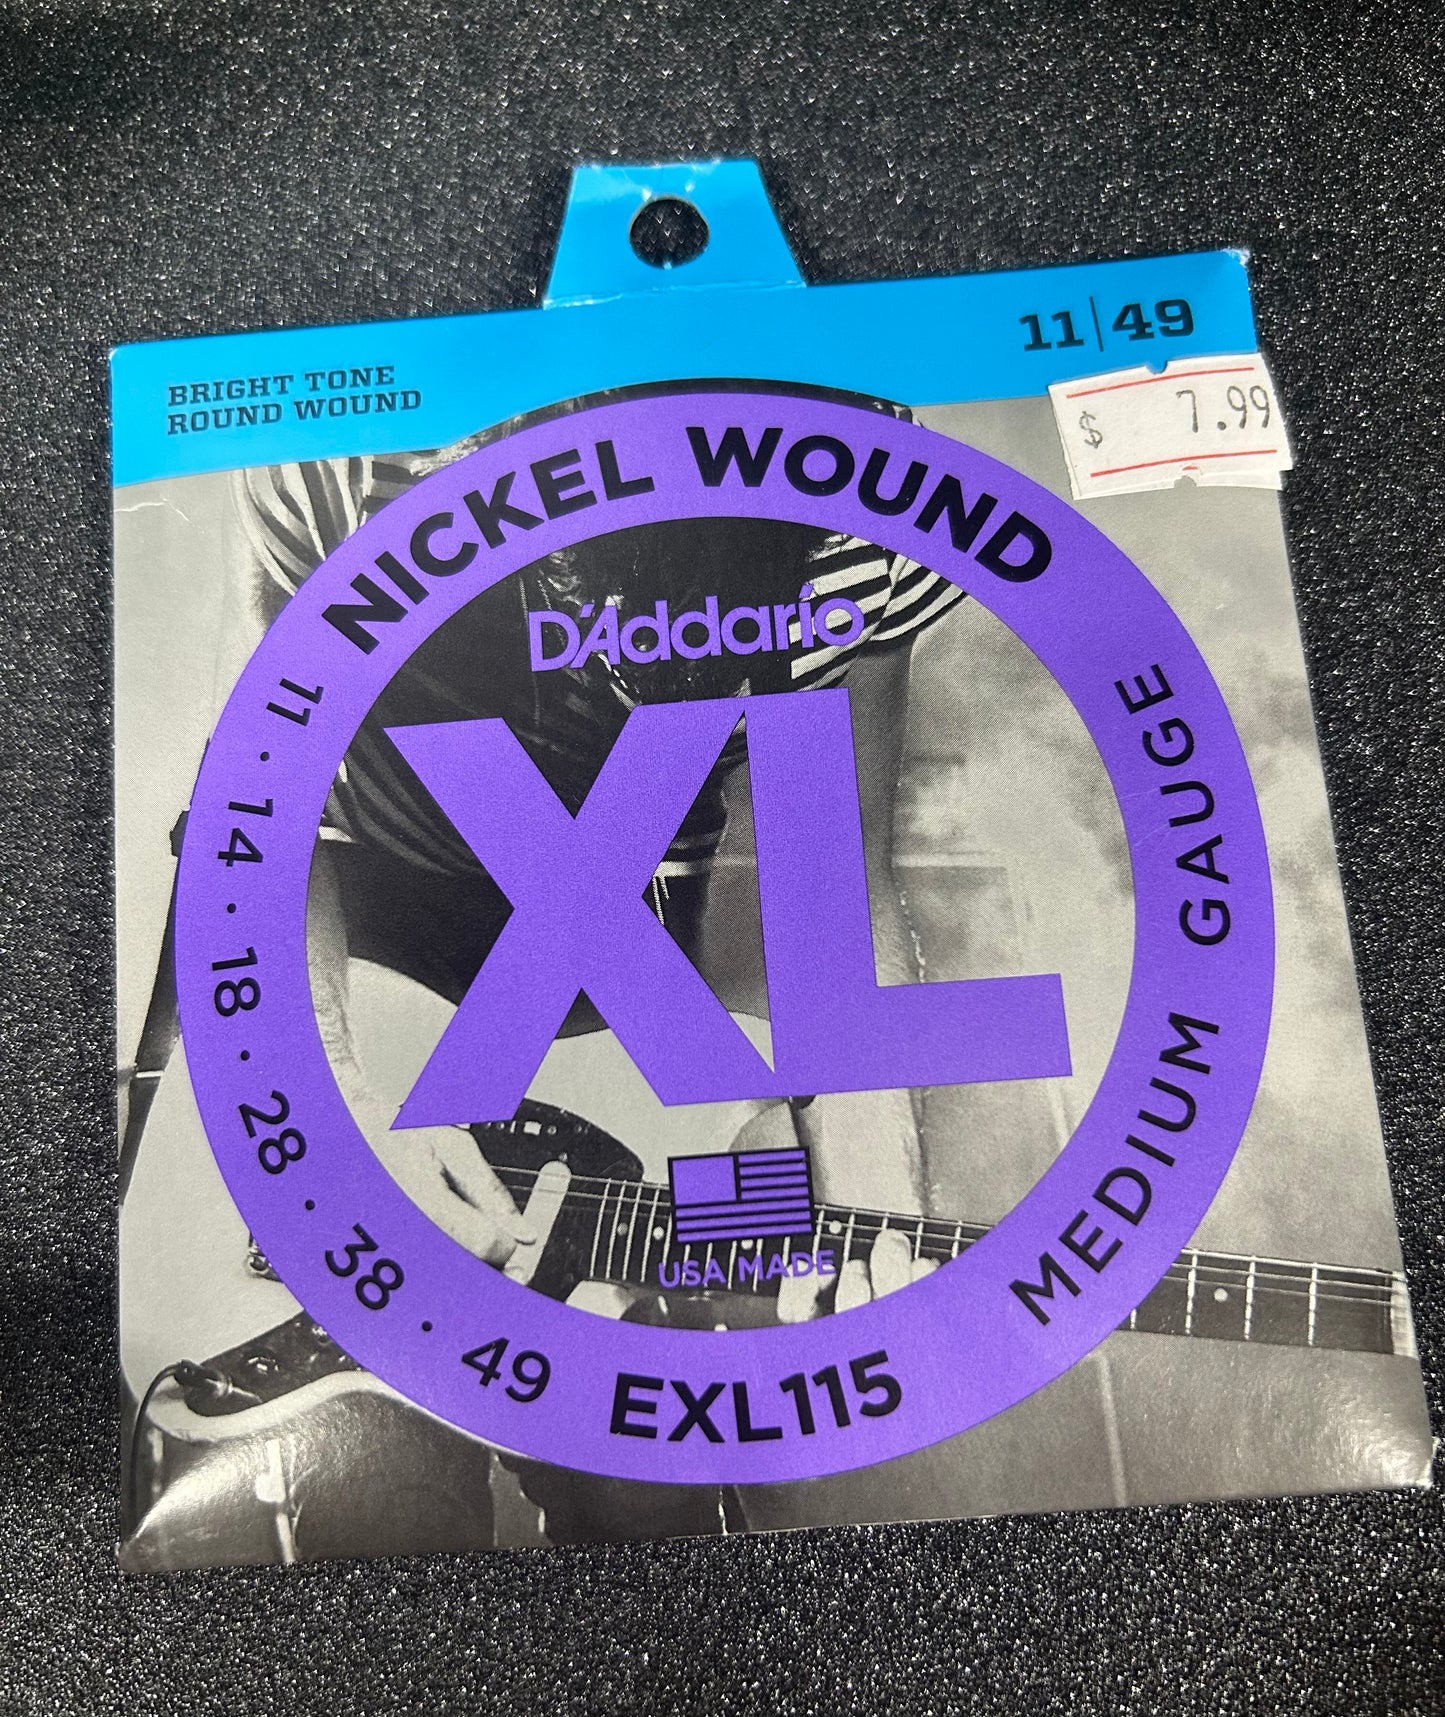 BRIGHT TONE
ROUND WOUND
11|49
$ 7.99
NICKEL WOUND
D'Addario
XL
USA MADE
11 · 14 · 18 · 28 · 38 · 49
EXL115
MEDIUM GAUGE